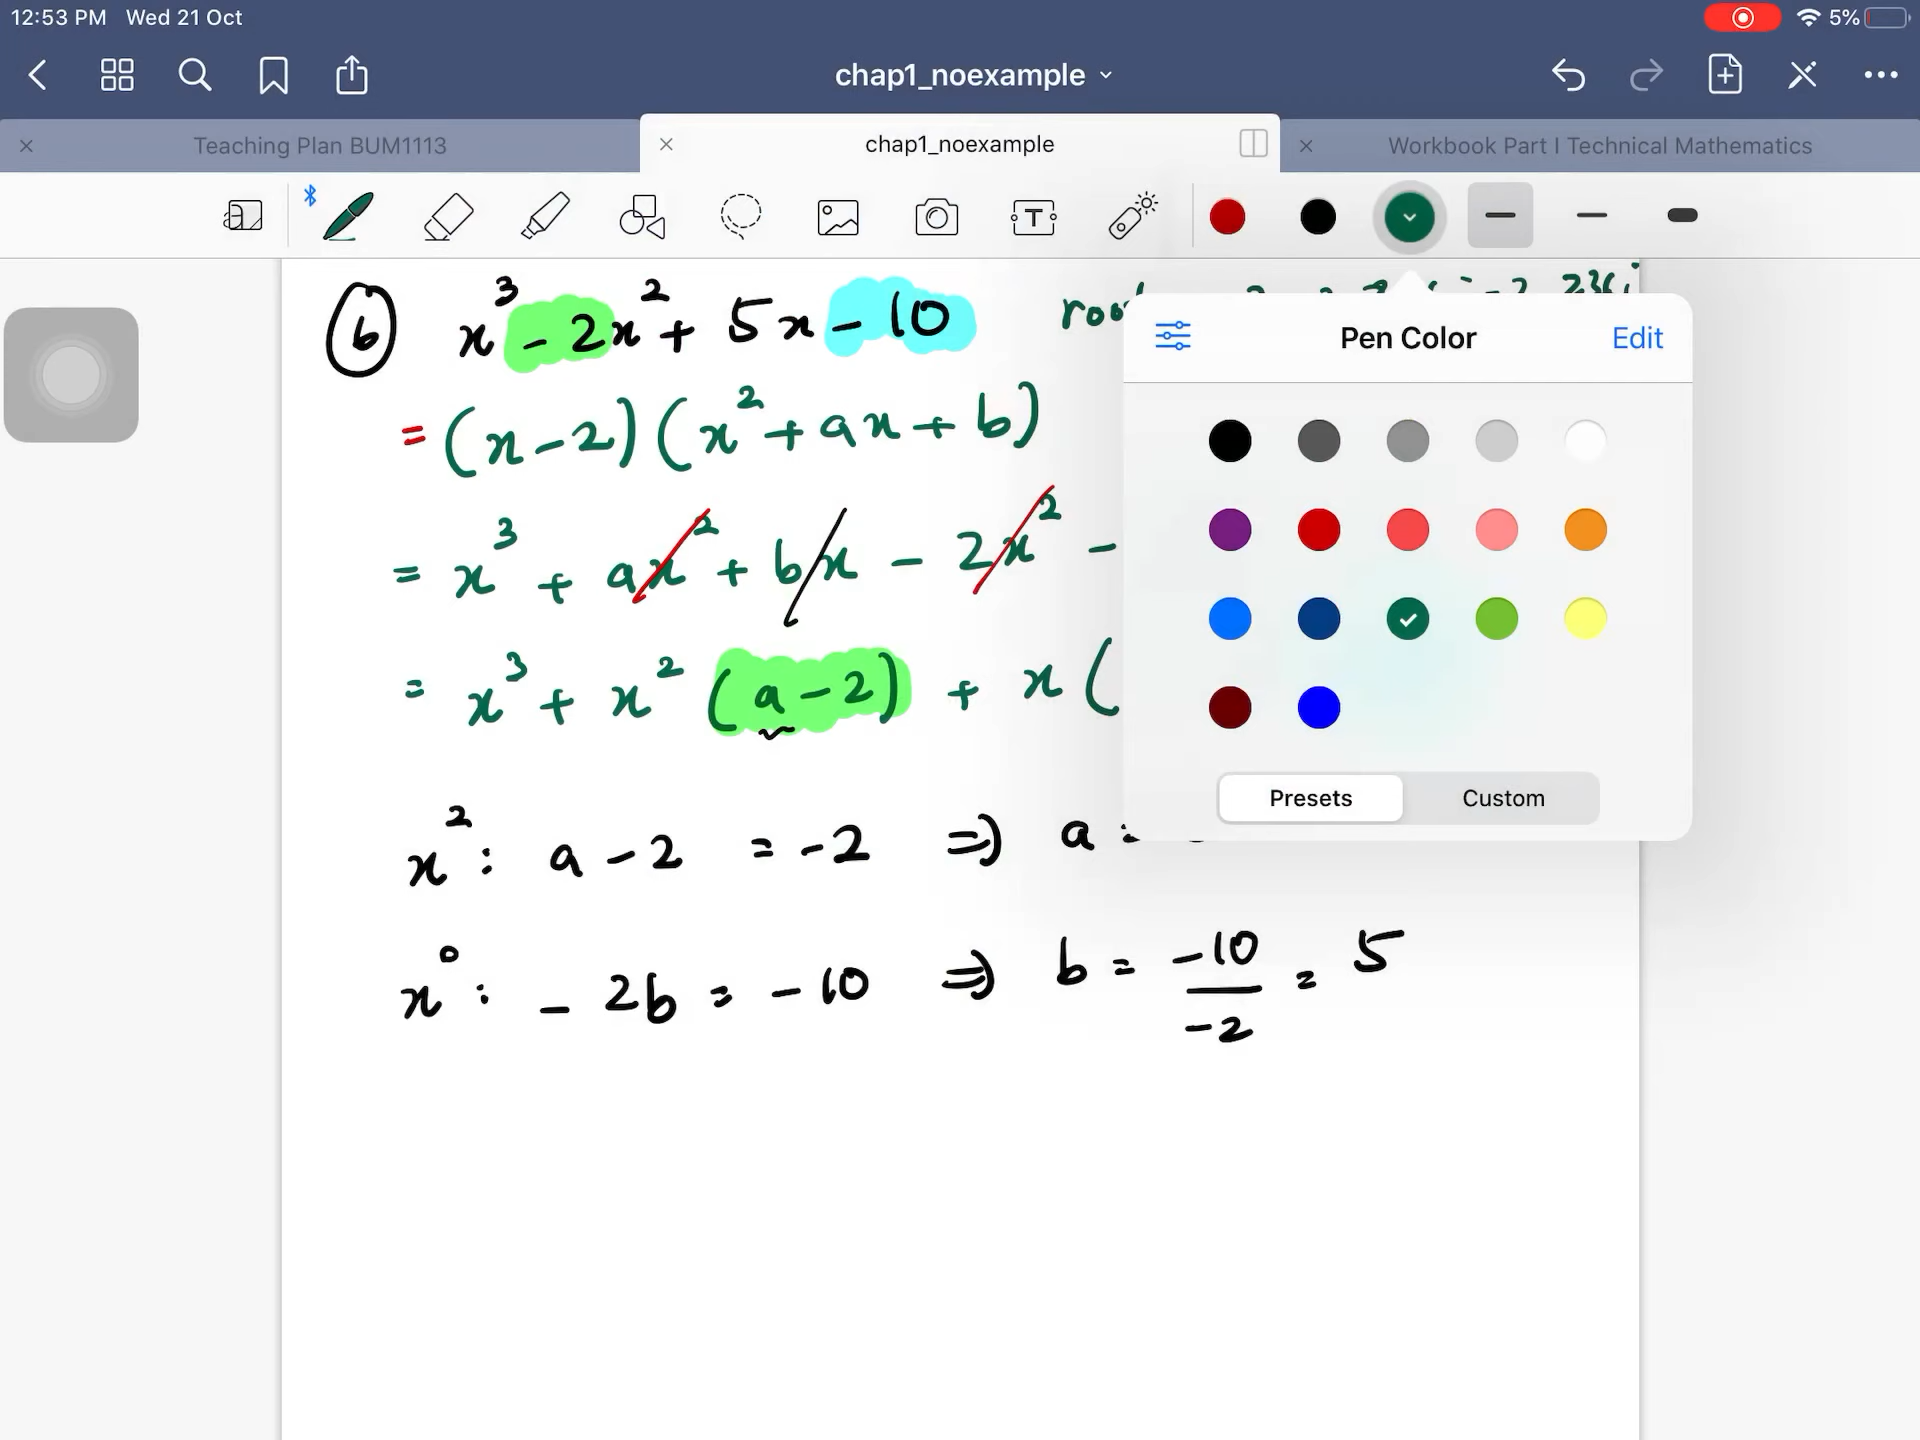 12:53 PM Wed 21 Oct 5%
chap1_noexample
Teaching Plan BUM1113
chap1_noexample
Workbook Part I Technical Mathematics
T
Pen Color
Edit
Presets
Custom
(b) x³ - 2x² + 5x - 10
= (x - 2)(x² + ax + b)
= x³ + ax² + bx - 2x² -
= x³ + x² (a - 2) + x (
x² : a - 2 = -2 ⇒ a =
x⁰ : - 2b = -10 ⇒ b = -10/-2 = 5